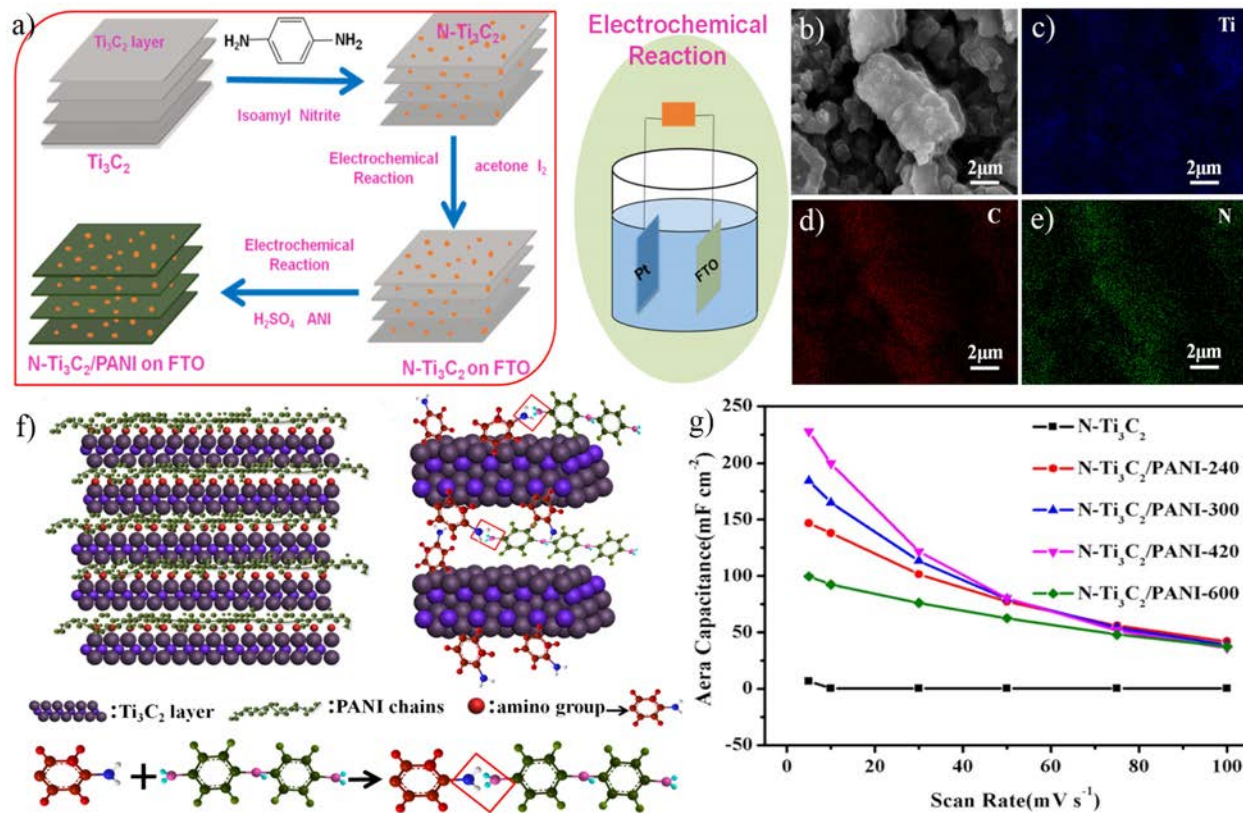 a)
Ti₃C₂ layer
H₂N
NH₂
N-Ti₃C₂
Isoamyl Nitrite
Ti₃C₂
Electrochemical
Reaction
acetone I₂
Electrochemical
Reaction
H₂SO₄ ANI
N-Ti₃C₂/PANI on FTO
N-Ti₃C₂ on FTO
Electrochemical
Reaction
Pt
FTO
b)
2μm
c)
Ti
2μm
d)
C
2μm
e)
N
2μm
f)
:Ti₃C₂ layer
:PANI chains
:amino group
g)
250
200
150
100
50
0
-50
Aera Capacitance(mF cm⁻²)
N-Ti₃C₂
N-Ti₃C₂/PANI-240
N-Ti₃C₂/PANI-300
N-Ti₃C₂/PANI-420
N-Ti₃C₂/PANI-600
0 20 40 60 80 100
Scan Rate(mV s⁻¹)